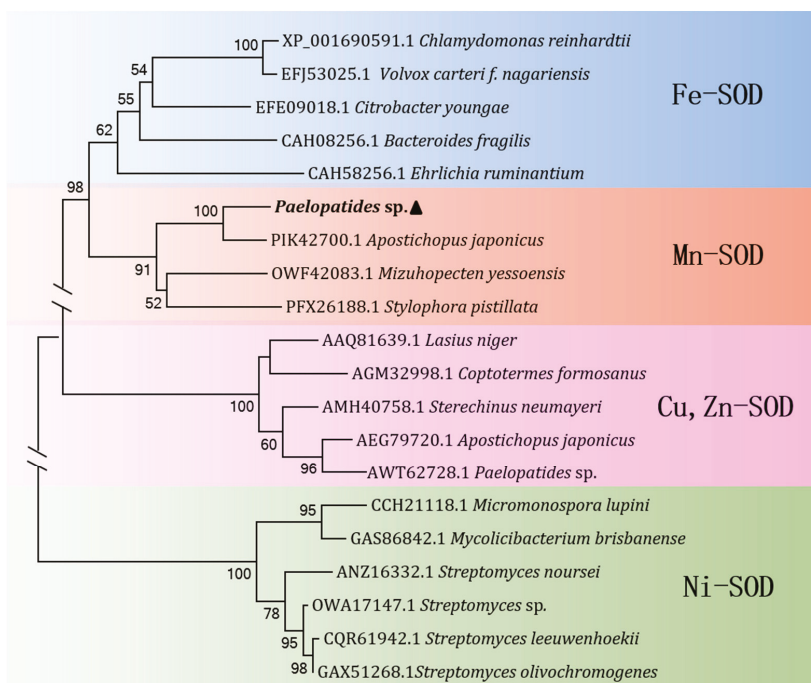 XP_001690591.1 Chlamydomonas reinhardtii
100
EFJ53025.1 Volvox carteri f. nagariensis
54
EFE09018.1 Citrobacter youngae
55
Fe-SOD
CAH08256.1 Bacteroides fragilis
62
CAH58256.1 Ehrlichia ruminantium
98
Paelopatides sp.▲
100
PIK42700.1 Apostichopus japonicus
Mn-SOD
91
OWF42083.1 Mizuhopecten yessoensis
52
PFX26188.1 Stylophora pistillata
AAQ81639.1 Lasius niger
AGM32998.1 Coptotermes formosanus
100
AMH40758.1 Sterechinus neumayeri
Cu, Zn-SOD
60
AEG79720.1 Apostichopus japonicus
96
AWT62728.1 Paelopatides sp.
CCH21118.1 Micromonospora lupini
95
GAS86842.1 Mycolicibacterium brisbanense
100
ANZ16332.1 Streptomyces noursei
Ni-SOD
78
OWA17147.1 Streptomyces sp.
95
CQR61942.1 Streptomyces leeuwenhoekii
98
GAX51268.1Streptomyces olivochromogenes